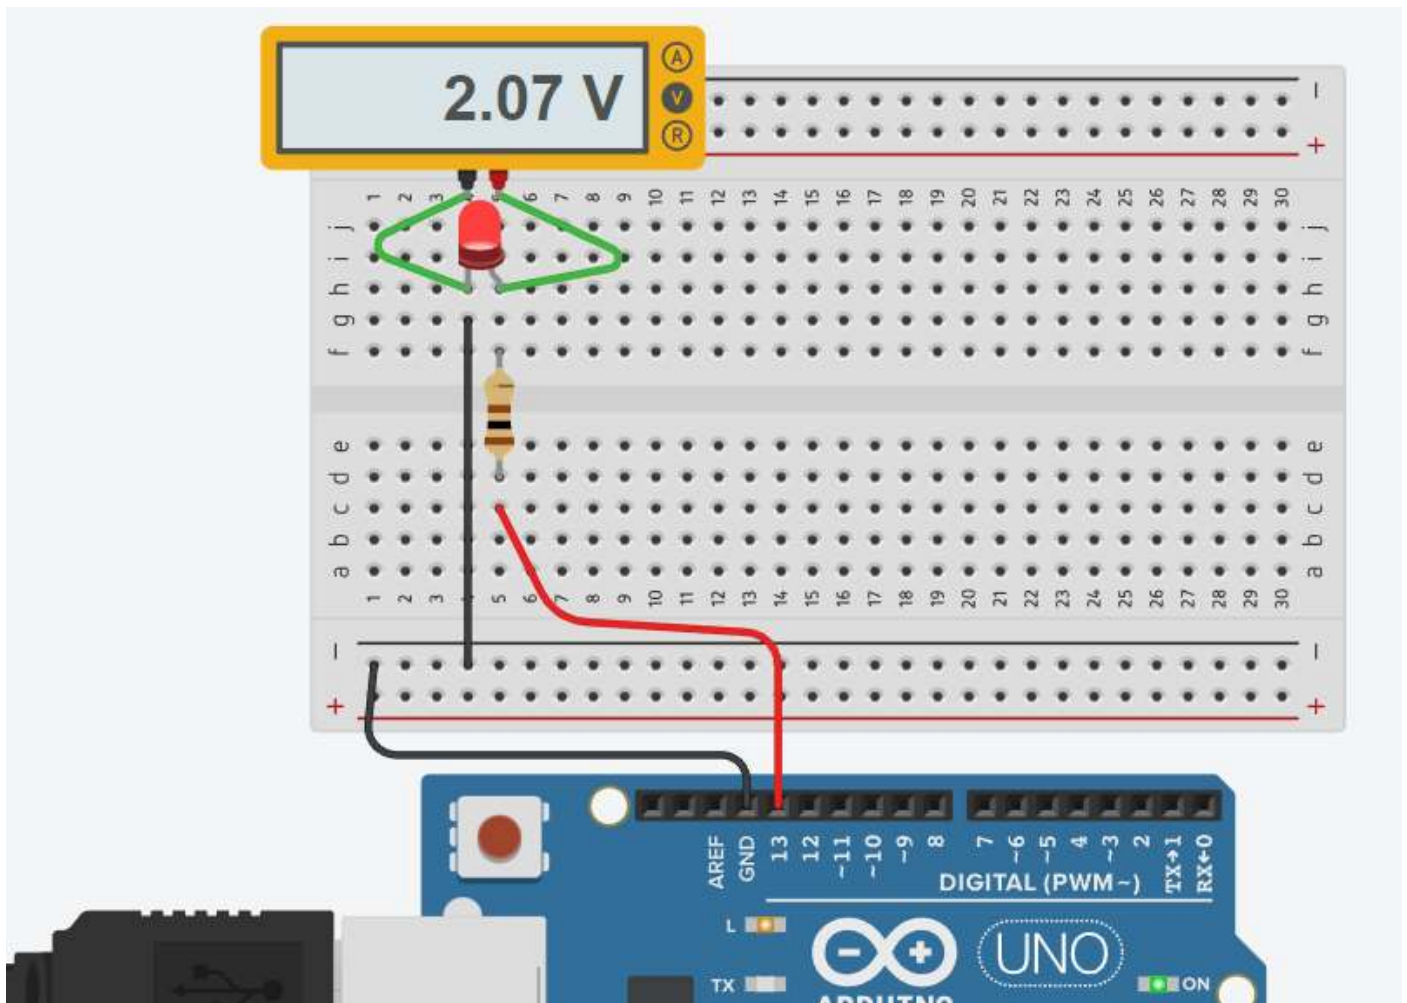 2.07 V
A
V
R
−
+
1 2 3 6 7 8 9 10 11 12 13 14 15 16 17 18 19 20 21 22 23 24 25 26 27 28 29 30
j j
i i
h h
g g
f f
e e
d d
c c
b b
a a
1 2 3 4 5 6 7 8 9 10 11 12 13 14 15 16 17 18 19 20 21 22 23 24 25 26 27 28 29 30
− −
+ +
AREF GND 13 12 ~11 ~10 ~9 8 7 ~6 ~5 4 ~3 2 TX→1 RX←0
DIGITAL (PWM~)
L
UNO
TX
ON
ARDUINO